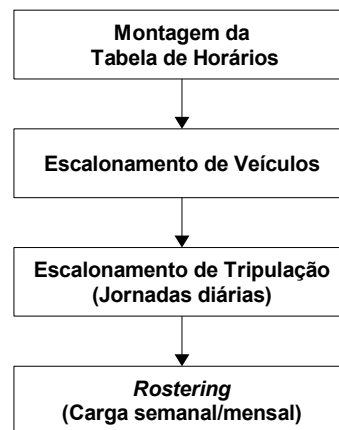 Montagem da
Tabela de Horários
Escalonamento de Veículos
Escalonamento de Tripulação
(Jornadas diárias)
Rostering
(Carga semanal/mensal)